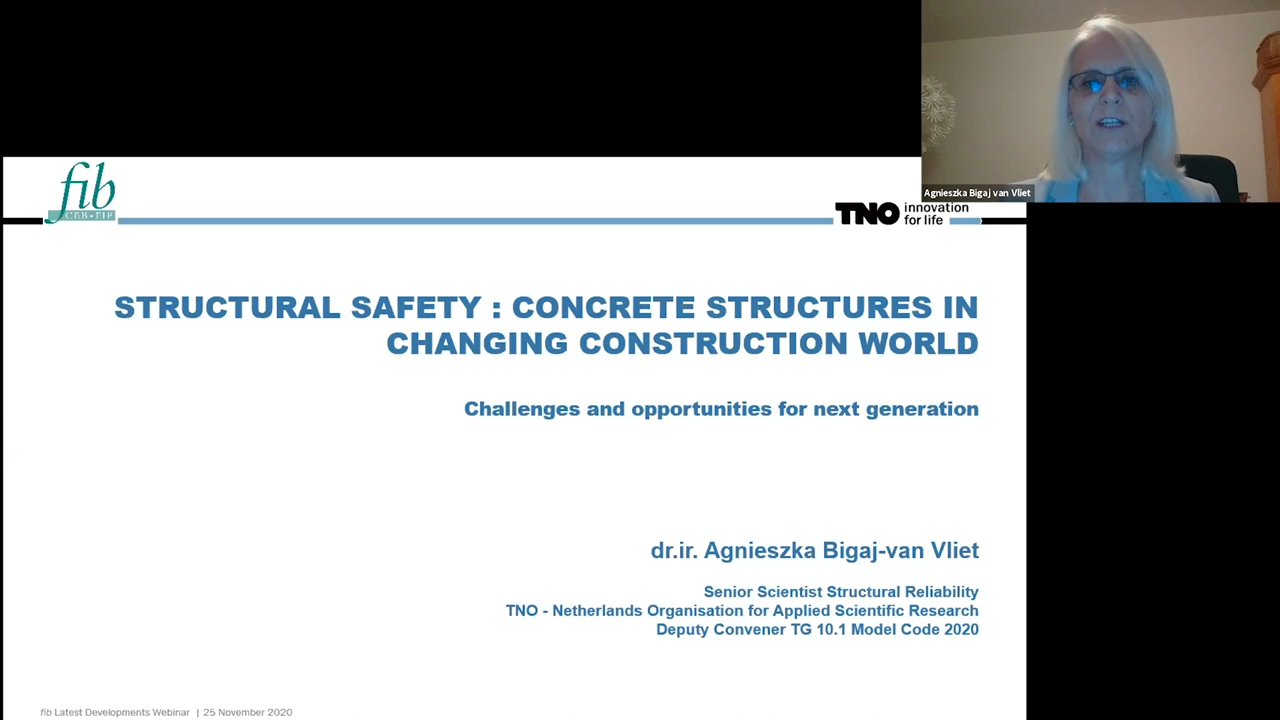 Agnieszka Bigaj van Vliet
fib
CEB-FIP
TNO innovation
for life
STRUCTURAL SAFETY : CONCRETE STRUCTURES IN
CHANGING CONSTRUCTION WORLD
Challenges and opportunities for next generation
dr.ir. Agnieszka Bigaj-van Vliet
Senior Scientist Structural Reliability
TNO - Netherlands Organisation for Applied Scientific Research
Deputy Convener TG 10.1 Model Code 2020
fib Latest Developments Webinar | 25 November 2020